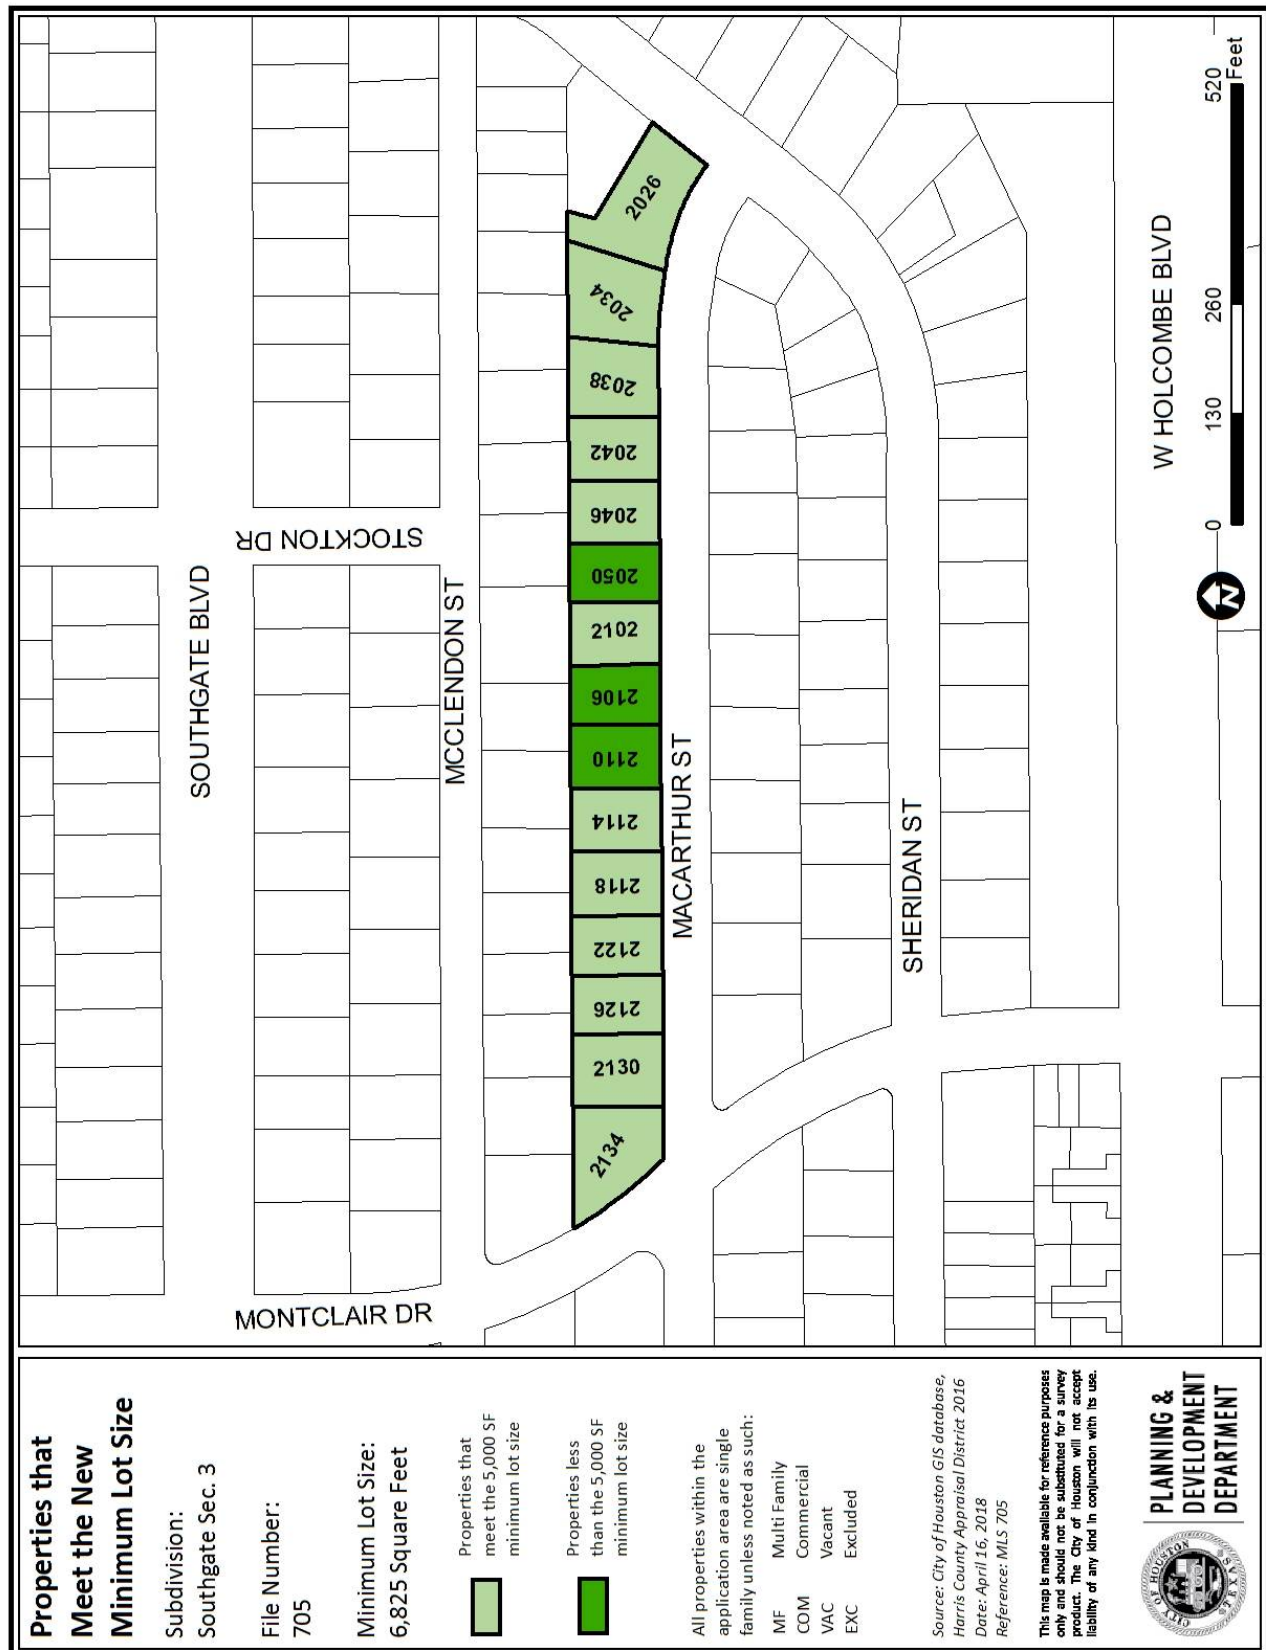 Properties that
Meet the New
Minimum Lot Size
Subdivision:
Southgate Sec. 3
File Number:
705
Minimum Lot Size:
6,825 Square Feet
Properties that
meet the 5,000 SF
minimum lot size
Properties less
than the 5,000 SF
minimum lot size
All properties within the
application area are single
family unless noted as such:
MF Multi Family
COM Commercial
VAC Vacant
EXC Excluded
Source: City of Houston GIS database,
Harris County Appraisal District 2016
Date: April 16, 2018
Reference: MLS 705
This map is made available for reference purposes
only and should not be substituted for a survey
product. The City of Houston will not accept
liability of any kind in conjunction with its use.
CITY OF HOUSTON
TEXAS
PLANNING &
DEVELOPMENT
DEPARTMENT
SOUTHGATE BLVD
STOCKTON DR
MONTCLAIR DR
MCCLENDON ST
2134
2130
2126
2122
2118
2114
2110
2106
2102
2050
2046
2042
2038
2034
2026
MACARTHUR ST
SHERIDAN ST
W HOLCOMBE BLVD
N
0 130 260 520
Feet